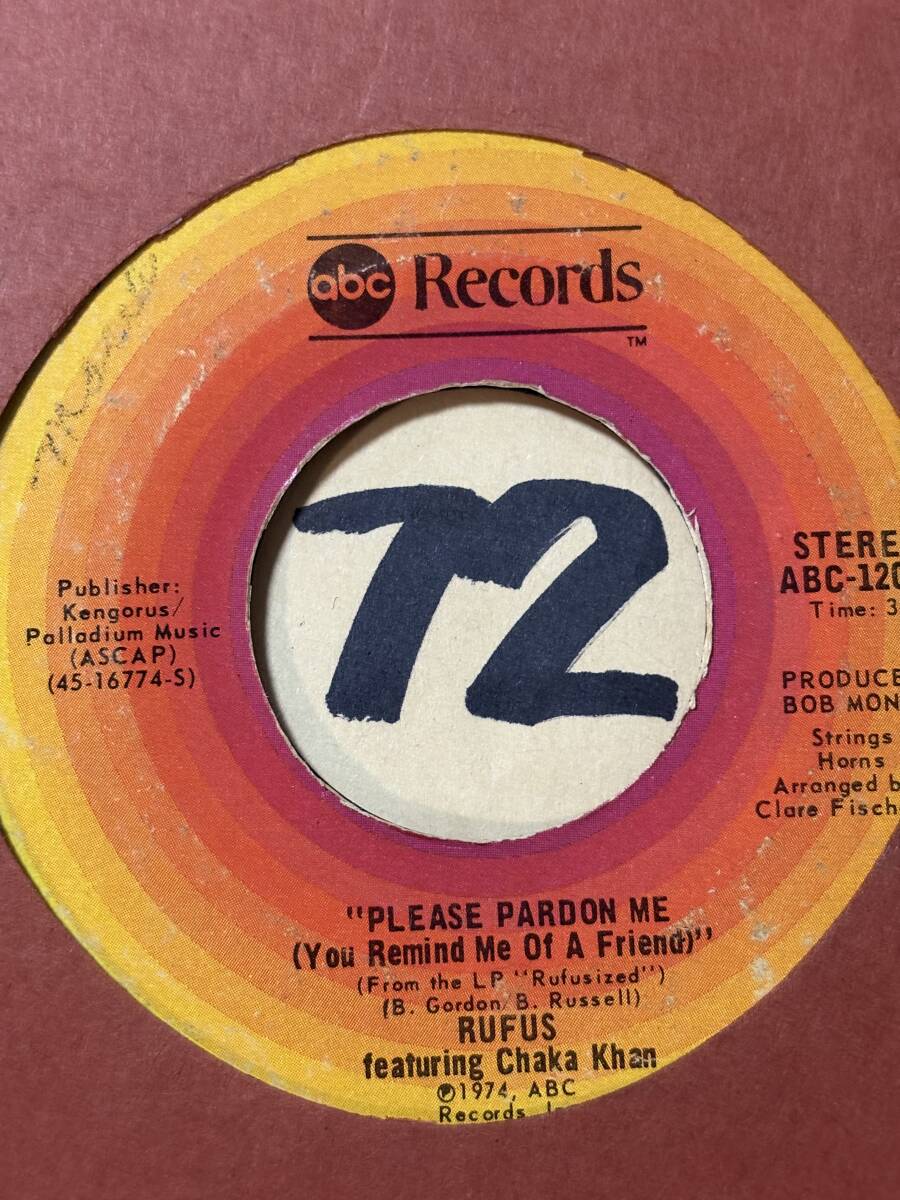 abc Records
TM
72
Publisher:
Kengorus/
Palladium Music
(ASCAP)
(45-16774-S)
STERE
ABC-120
Time: 3
PRODUCE
BOB MON
Strings
Horns
Arranged b
Clare Fisch
"PLEASE PARDON ME
(You Remind Me Of A Friend)"
(From the LP "Rufusized")
(B. Gordon/B. Russell)
RUFUS
featuring Chaka Khan
℗1974, ABC
Records